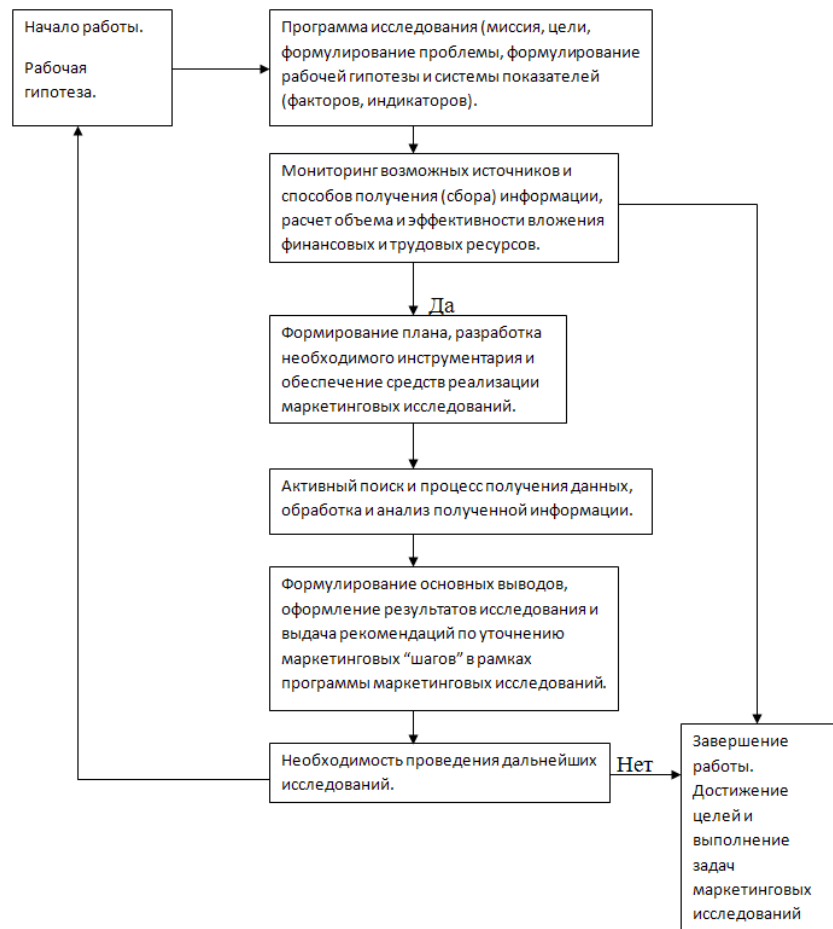 Начало работы.
Рабочая
гипотеза.
Программа исследования (миссия, цели,
формулирование проблемы, формулирование
рабочей гипотезы и системы показателей
(факторов, индикаторов).
Мониторинг возможных источников и
способов получения (сбора) информации,
расчет объема и эффективности вложения
финансовых и трудовых ресурсов.
Да
Формирование плана, разработка
необходимого инструментария и
обеспечение средств реализации
маркетинговых исследований.
Активный поиск и процесс получения данных,
обработка и анализ полученной информации.
Формулирование основных выводов,
оформление результатов исследования и
выдача рекомендаций по уточнению
маркетинговых “шагов” в рамках
программы маркетинговых исследований.
Необходимость проведения дальнейших
исследований.
Нет
Завершение
работы.
Достижение
целей и
выполнение
задач
маркетинговых
исследований